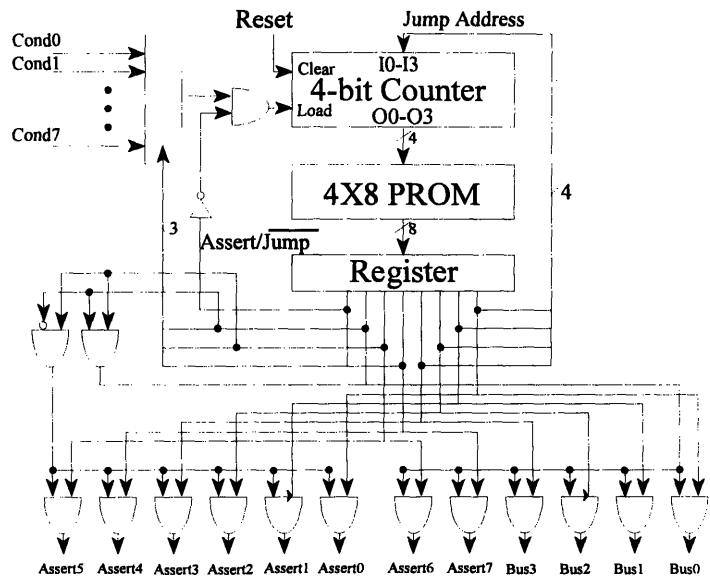 Reset
Jump Address
Cond0
Cond1
Cond7
Clear
I0-I3
4-bit Counter
Load
O0-O3
4
4X8 PROM
4
3
8
Assert/Jump
Register
Assert5
Assert4
Assert3
Assert2
Assert1
Assert0
Assert6
Assert7
Bus3
Bus2
Bus1
Bus0